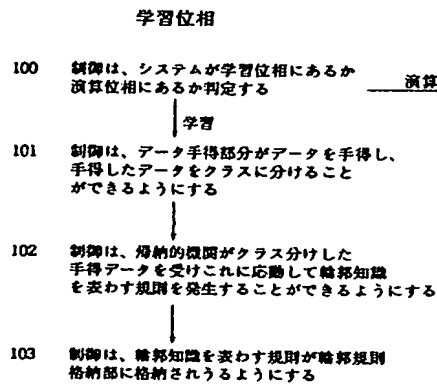 学習位相
100 制御は、システムが学習位相にあるか
演算位相にあるか判定する
演算
学習
101 制御は、データ手得部分がデータを手得し、
手得したデータをクラスに分けること
ができるようにする
102 制御は、帰納的機関がクラス分けした
手得データを受けこれに応動して輪郭知識
を表わす規則を発生することができるようにする
103 制御は、輪郭知識を表わす規則が輪郭規則
格納部に格納されうるようにする